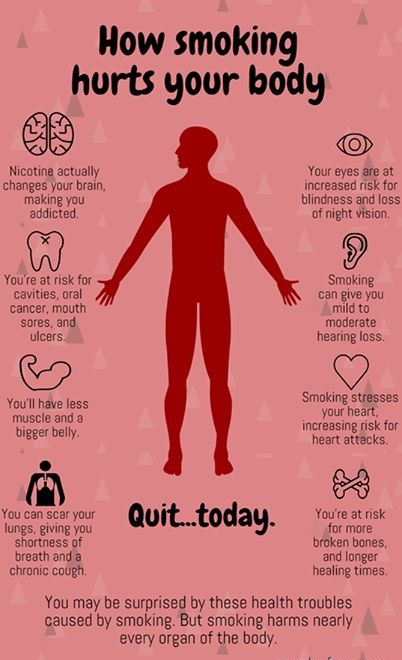 How smoking
hurts your body
Nicotine actually
changes your brain,
making you
addicted.
Your eyes are at
increased risk for
blindness and loss
of night vision.
You're at risk for
cavities, oral
cancer, mouth
sores, and
ulcers.
Smoking
can give you
mild to
moderate
hearing loss.
You'll have less
muscle and a
bigger belly.
Smoking stresses
your heart,
increasing risk for
heart attacks.
You can scar your
lungs, giving you
shortness of
breath and a
chronic cough.
Quit...today.
You're at risk
for more
broken bones,
and longer
healing times.
You may be surprised by these health troubles
caused by smoking. But smoking harms nearly
every organ of the body.